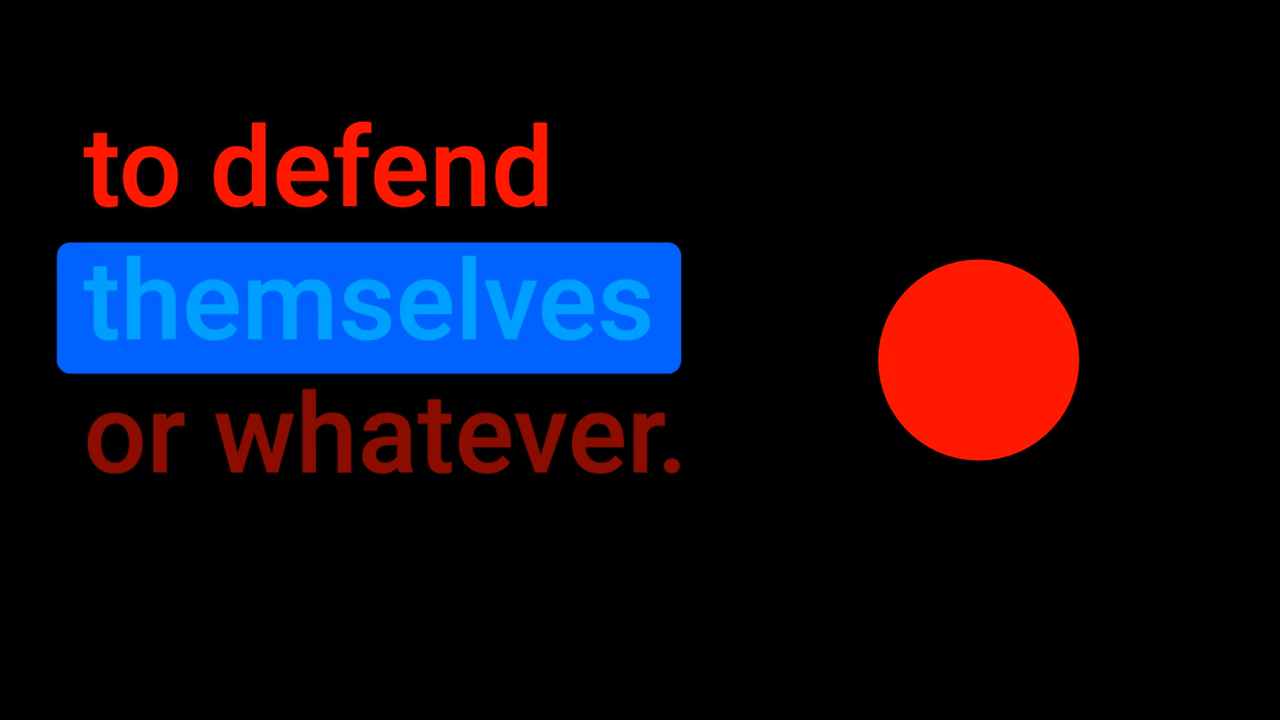 to defend
themselves
or whatever.